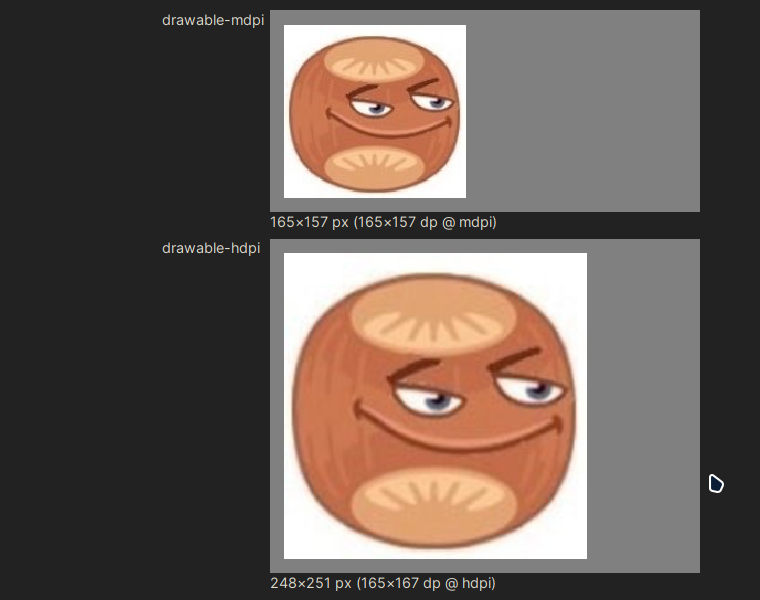 drawable-mdpi
165×157 px (165×157 dp @ mdpi)
drawable-hdpi
248×251 px (165×167 dp @ hdpi)